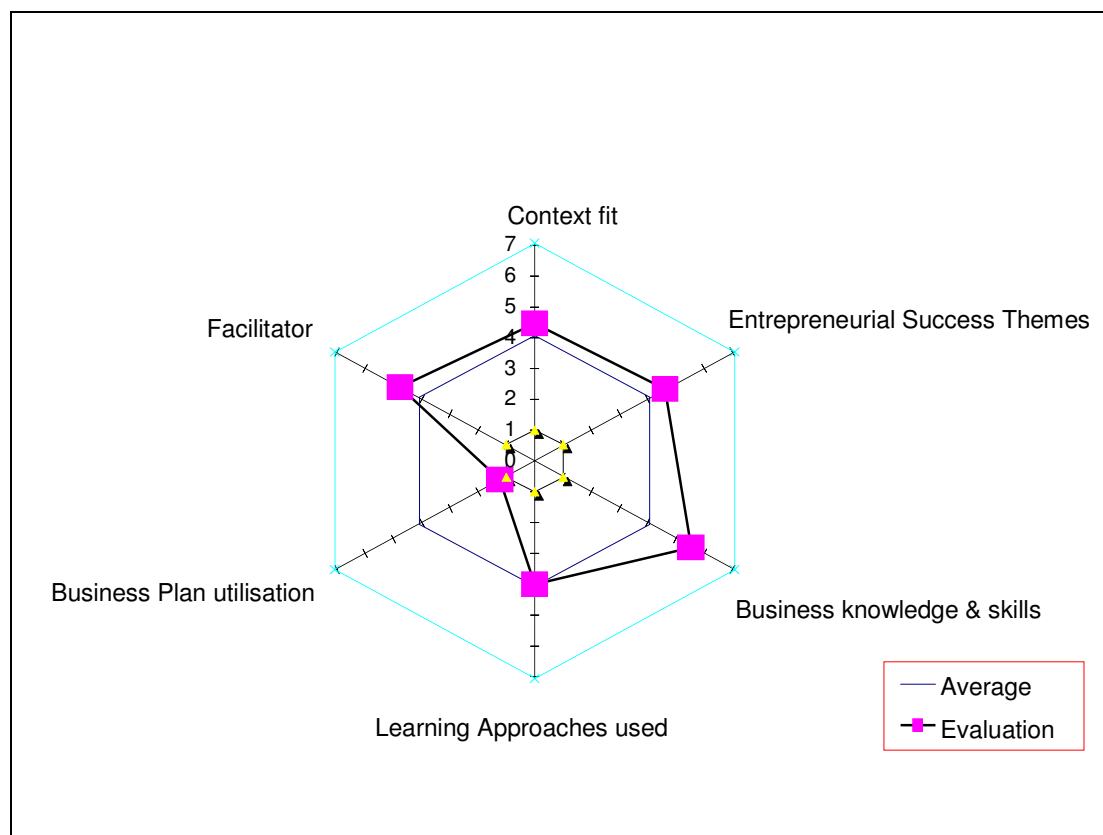 Context fit
7
6
5
4
3
2
1
0
Entrepreneurial Success Themes
Facilitator
Business Plan utilisation
Business knowledge & skills
Learning Approaches used
Average
Evaluation